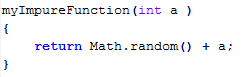 myImpureFunction(int a )
{
    return Math.random() + a;
}